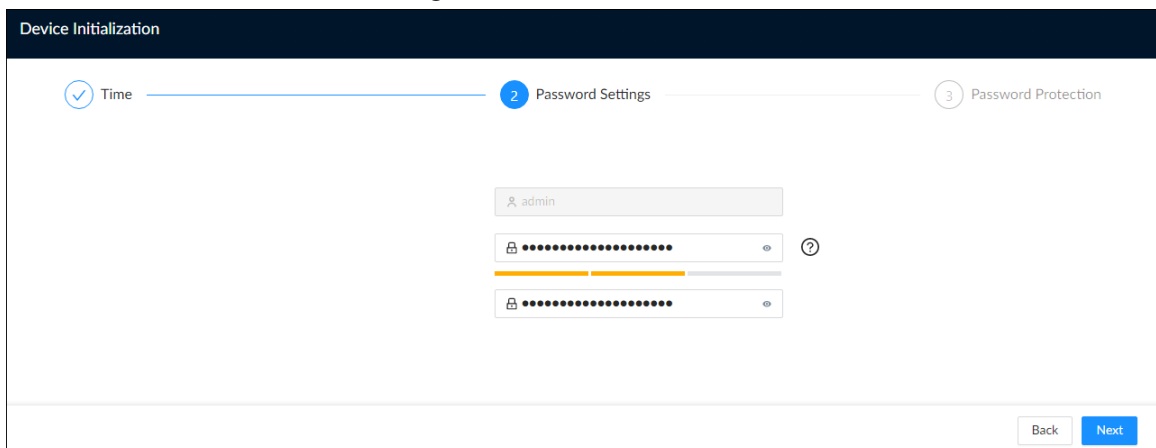 Device Initialization
Time
2 Password Settings
3 Password Protection
admin
●●●●●●●●●●●●●●●●●●●●
?
●●●●●●●●●●●●●●●●●●●●
Back Next